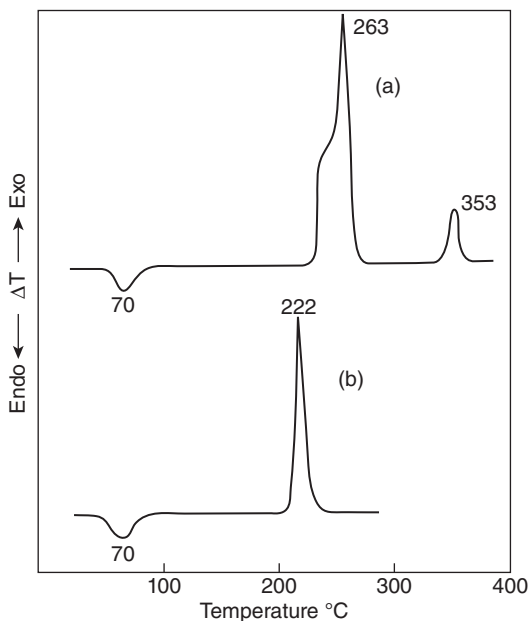 263
(a)
353
Endo ← ΔT → Exo
70
222
(b)
70
100 200 300 400
Temperature °C